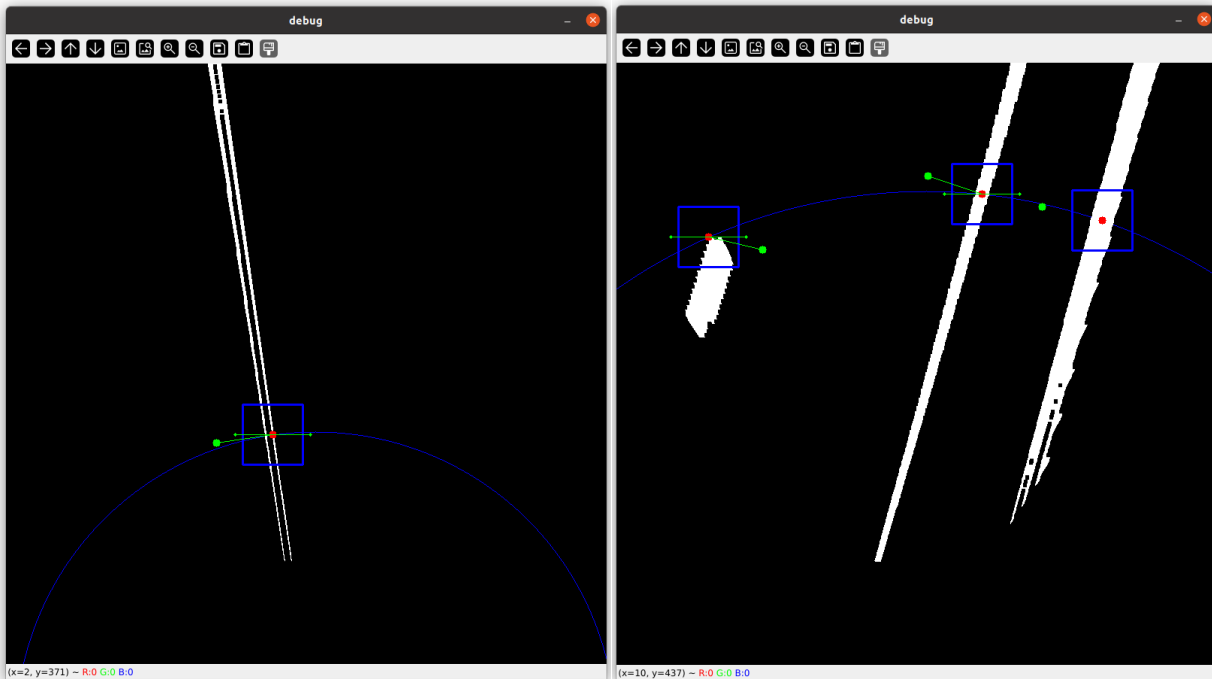 debug
(x=2, y=371) ~ R:0 G:0 B:0
debug
(x=10, y=437) ~ R:0 G:0 B:0